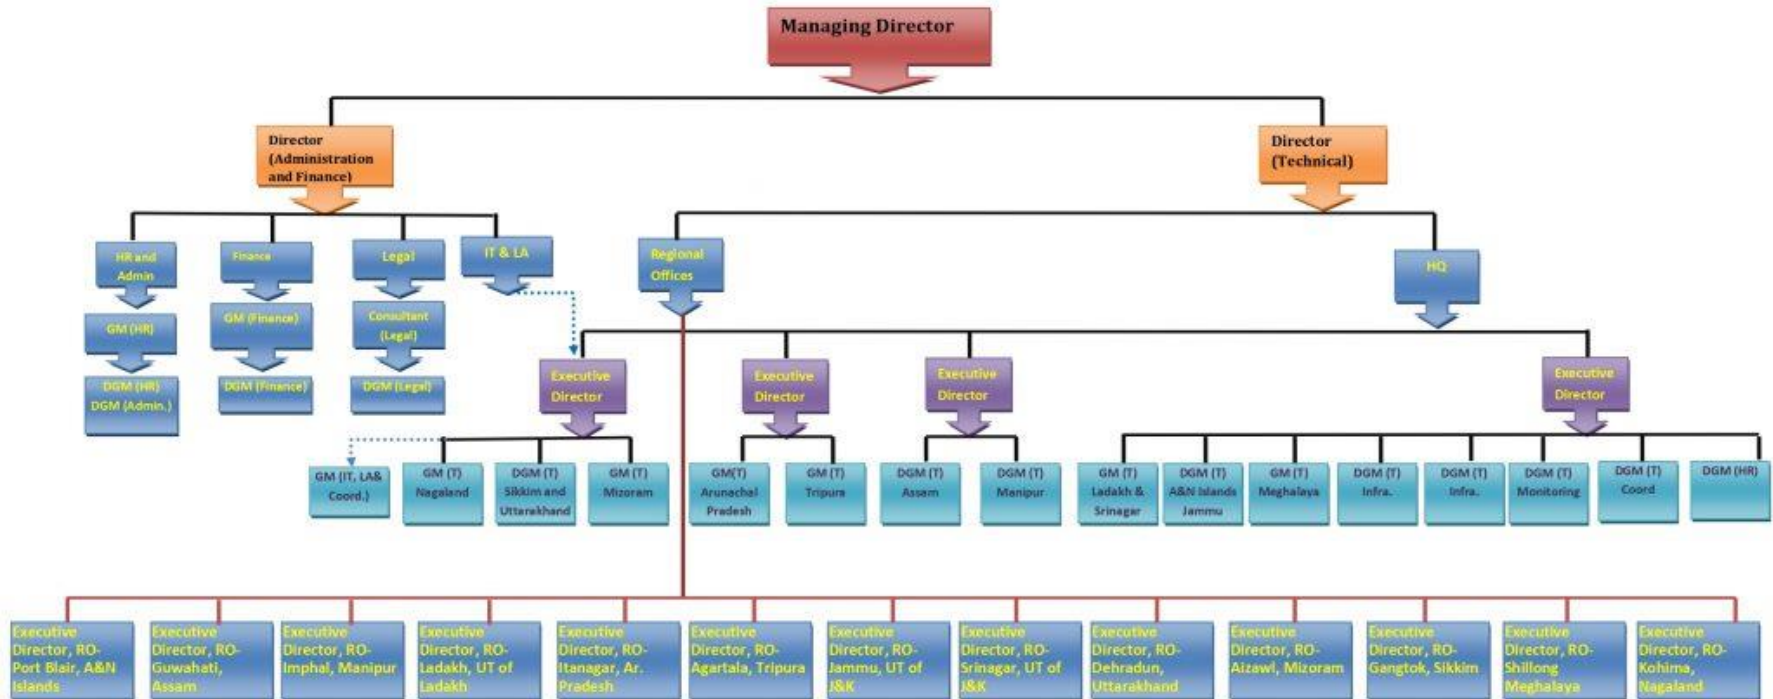 Managing Director
Director
(Administration
and Finance)
Director
(Technical)
HR and
Admin
Finance
Legal
IT & LA
Regional
Offices
HQ
GM (HR)
GM (Finance)
Consultant
(Legal)
DGM (HR)
DGM (Admin.)
DGM (Finance)
DGM (Legal)
Executive
Director
Executive
Director
Executive
Director
Executive
Director
GM (IT, LA&
Coord.)
GM (T)
Nagaland
DGM (T)
Sikkim and
Uttarakhand
GM (T)
Mizoram
GM(T)
Arunachal
Pradesh
GM (T)
Tripura
DGM (T)
Assam
DGM (T)
Manipur
GM (T)
Ladakh &
Srinagar
DGM (T)
A&N Islands
Jammu
GM (T)
Meghalaya
DGM (T)
Infra.
DGM (T)
Infra.
DGM (T)
Monitoring
DGM (T)
Coord
DGM (HR)
Executive
Director, RO-
Port Blair, A&N
Islands
Executive
Director, RO-
Guwahati,
Assam
Executive
Director, RO-
Imphal, Manipur
Executive
Director, RO-
Ladakh, UT of
Ladakh
Executive
Director, RO-
Itanagar, Ar.
Pradesh
Executive
Director, RO-
Agartala, Tripura
Executive
Director, RO-
Jammu, UT of
J&K
Executive
Director, RO-
Srinagar, UT of
J&K
Executive
Director, RO-
Dehradun,
Uttarakhand
Executive
Director, RO-
Aizawl, Mizoram
Executive
Director, RO-
Gangtok, Sikkim
Executive
Director, RO-
Shillong
Meghalaya
Executive
Director, RO-
Kohima,
Nagaland